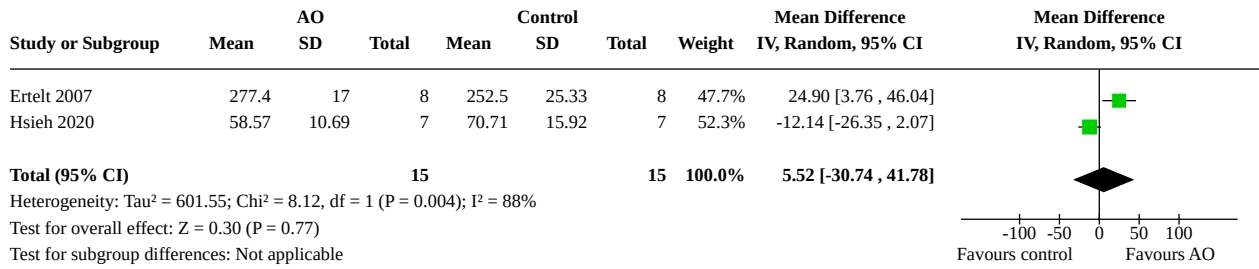 AO Control Mean Difference Mean Difference
Study or Subgroup Mean SD Total Mean SD Total Weight IV, Random, 95% CI IV, Random, 95% CI
Ertelt 2007 277.4 17 8 252.5 25.33 8 47.7% 24.90 [3.76 , 46.04]
Hsieh 2020 58.57 10.69 7 70.71 15.92 7 52.3% -12.14 [-26.35 , 2.07]
Total (95% CI) 15 15 100.0% 5.52 [-30.74 , 41.78]
Heterogeneity: Tau² = 601.55; Chi² = 8.12, df = 1 (P = 0.004); I² = 88%
Test for overall effect: Z = 0.30 (P = 0.77)
Test for subgroup differences: Not applicable
-100 -50 0 50 100
Favours control Favours AO